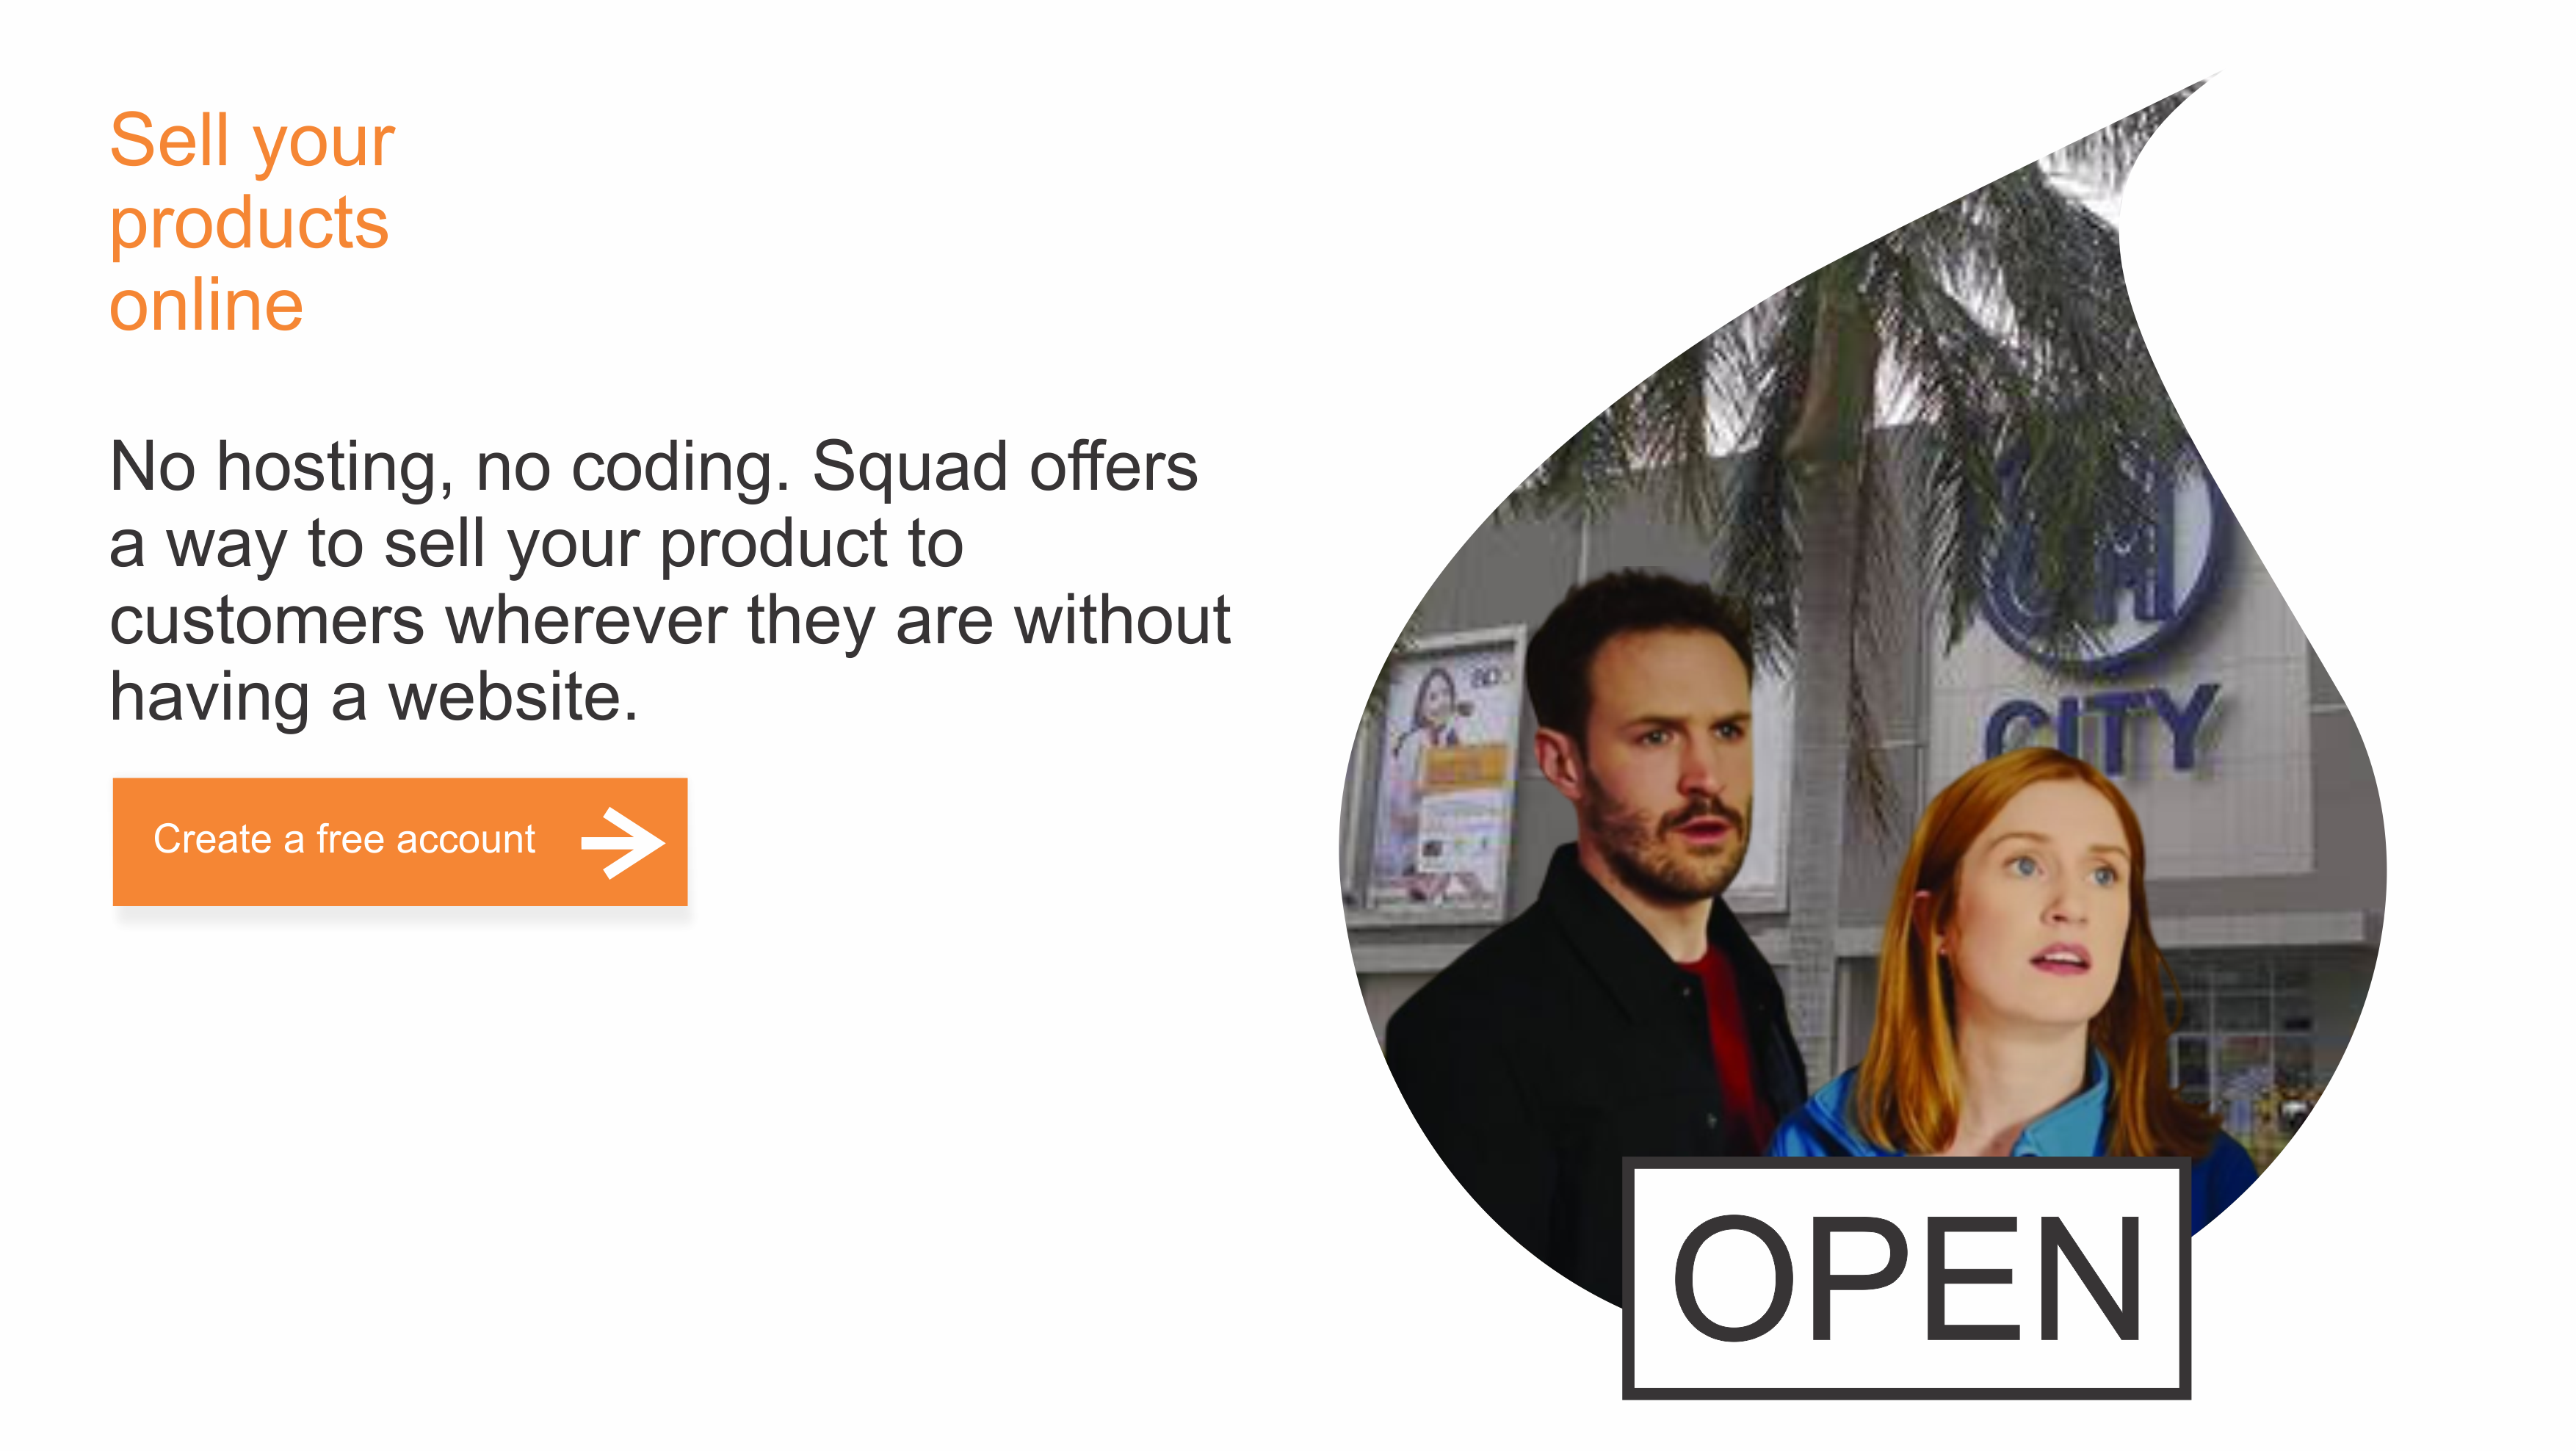 Sell your
products
online
No hosting, no coding. Squad offers
a way to sell your product to
customers wherever they are without
having a website.
Create a free account
CITY
OPEN